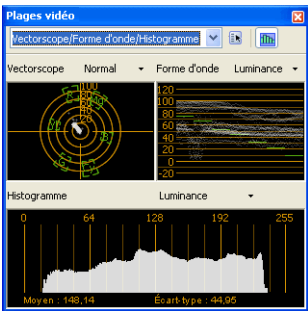 Plages vidéo
Vectorscope/Forme d'onde/Histogramme
Vectorscope Normal Forme d'onde Luminance
120
100
80
60
40
20
0
-20
Histogramme Luminance
0 64 128 192 255
Moyen : 148,14 Écart-type : 44,95